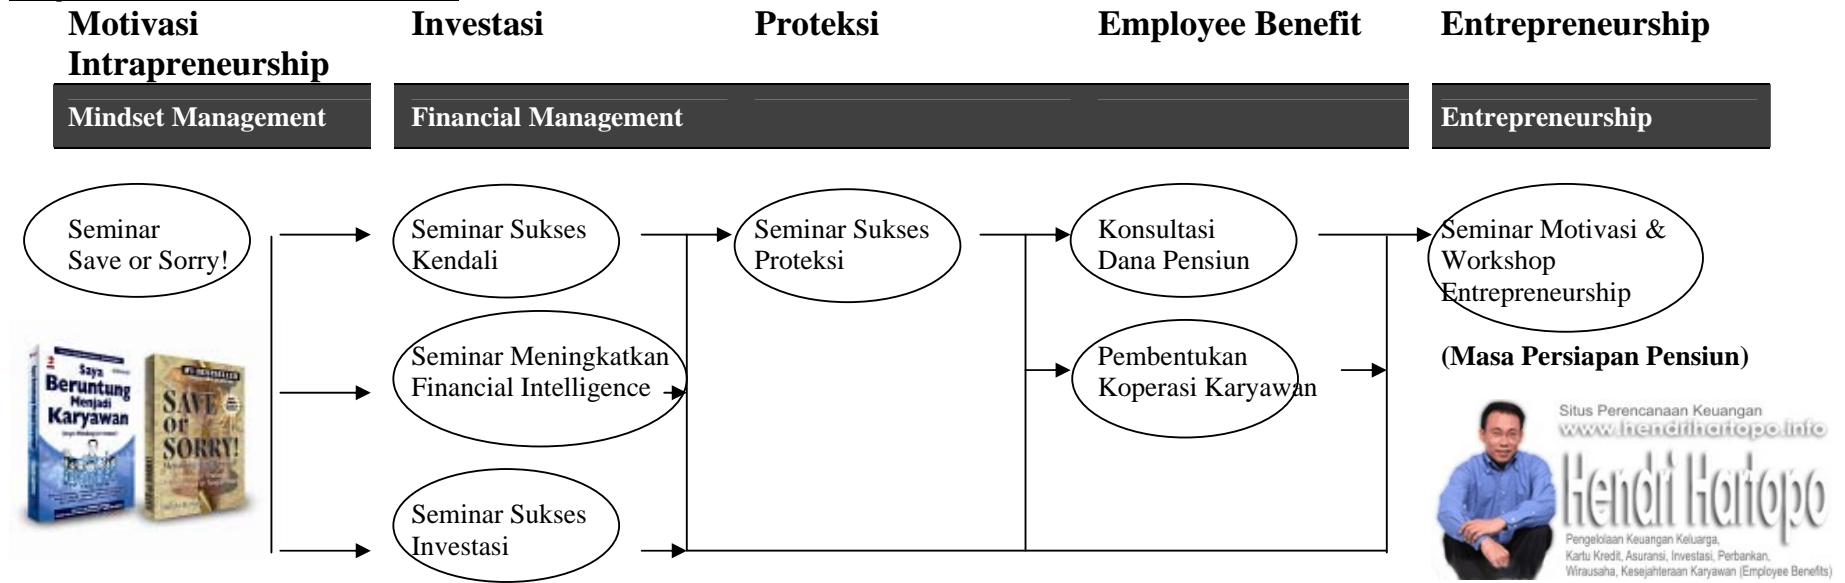 Motivasi
Intrapreneurship
Investasi
Proteksi
Employee Benefit
Entrepreneurship
Mindset Management
Financial Management
Entrepreneurship
Seminar
Save or Sorry!
Seminar Sukses
Kendali
Seminar Sukses
Proteksi
Konsultasi
Dana Pensiun
Seminar Motivasi &
Workshop
Entrepreneurship
Seminar Meningkatkan
Financial Intelligence
Pembentukan
Koperasi Karyawan
(Masa Persiapan Pensiun)
Seminar Sukses
Investasi
Saya
Beruntung
Menjadi
Karyawan
SAVE
or
SORRY!
Situs Perencanaan Keuangan
www.hendrihartopo.info
Hendri Hartopo
Pengelolaan Keuangan Keluarga,
Kartu Kredit, Asuransi, Investasi, Perbankan,
Wirausaha, Kesejahteraan Karyawan (Employee Benefits)